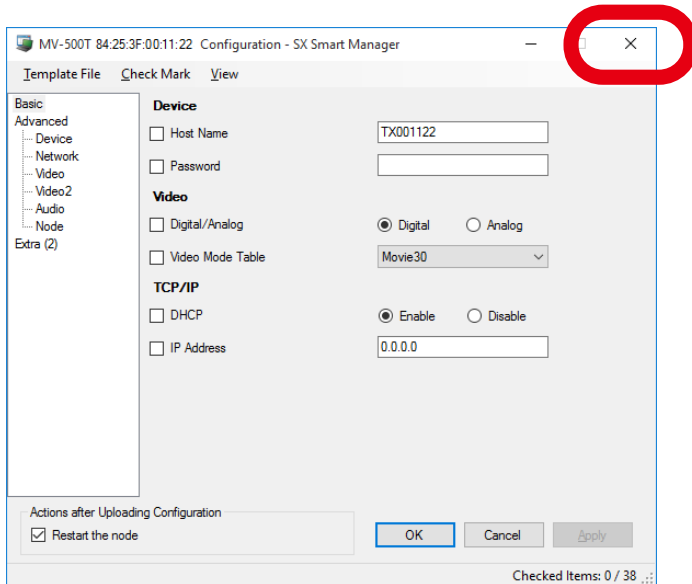 MV-500T 84:25:3F:00:11:22 Configuration - SX Smart Manager
Template File Check Mark View
Basic
Advanced
Device
Network
Video
Video2
Audio
Node
Extra (2)
Device
Host Name TX001122
Password
Video
Digital/Analog Digital Analog
Video Mode Table Movie30
TCP/IP
DHCP Enable Disable
IP Address 0.0.0.0
Actions after Uploading Configuration
Restart the node
OK Cancel Apply
Checked Items: 0 / 38